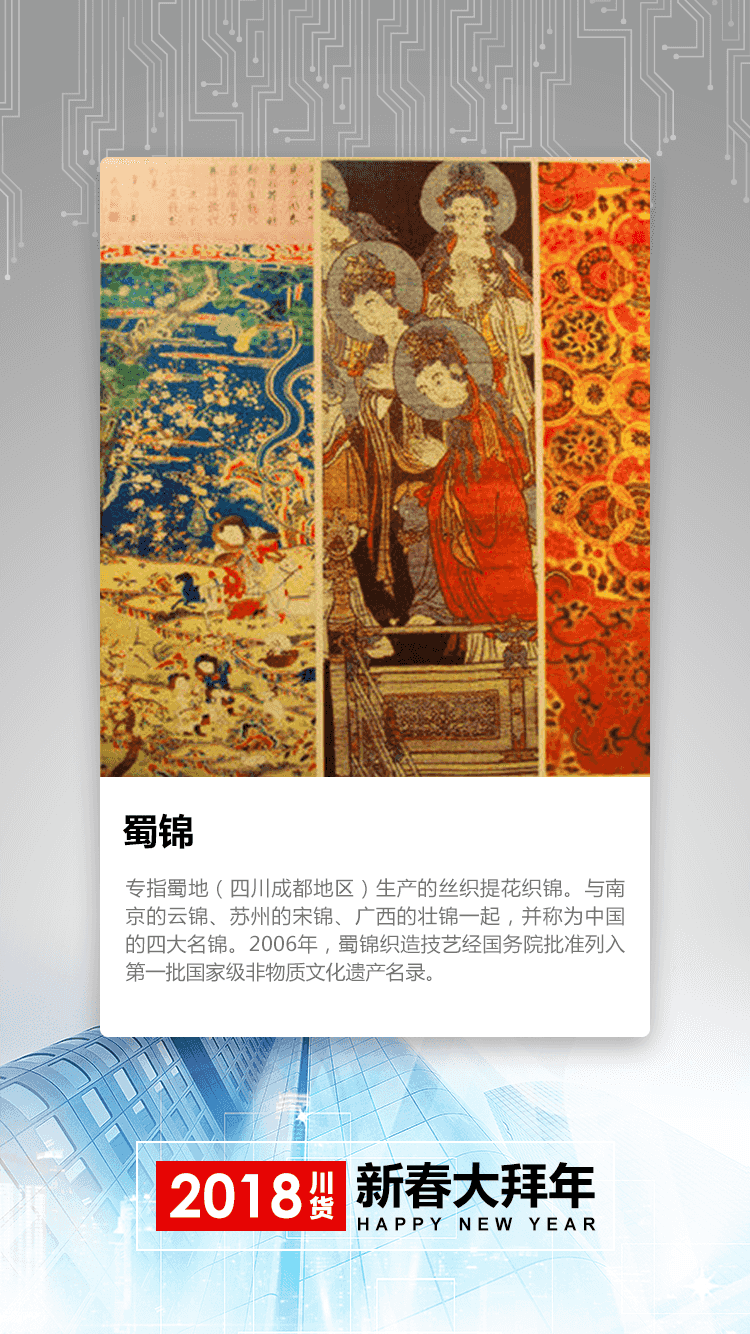 蜀锦
专指蜀地（四川成都地区）生产的丝织提花织锦。与南
京的云锦、苏州的宋锦、广西的壮锦一起，并称为中国
的四大名锦。2006年，蜀锦织造技艺经国务院批准列入
第一批国家级非物质文化遗产名录。
2018川货 新春大拜年
HAPPY NEW YEAR